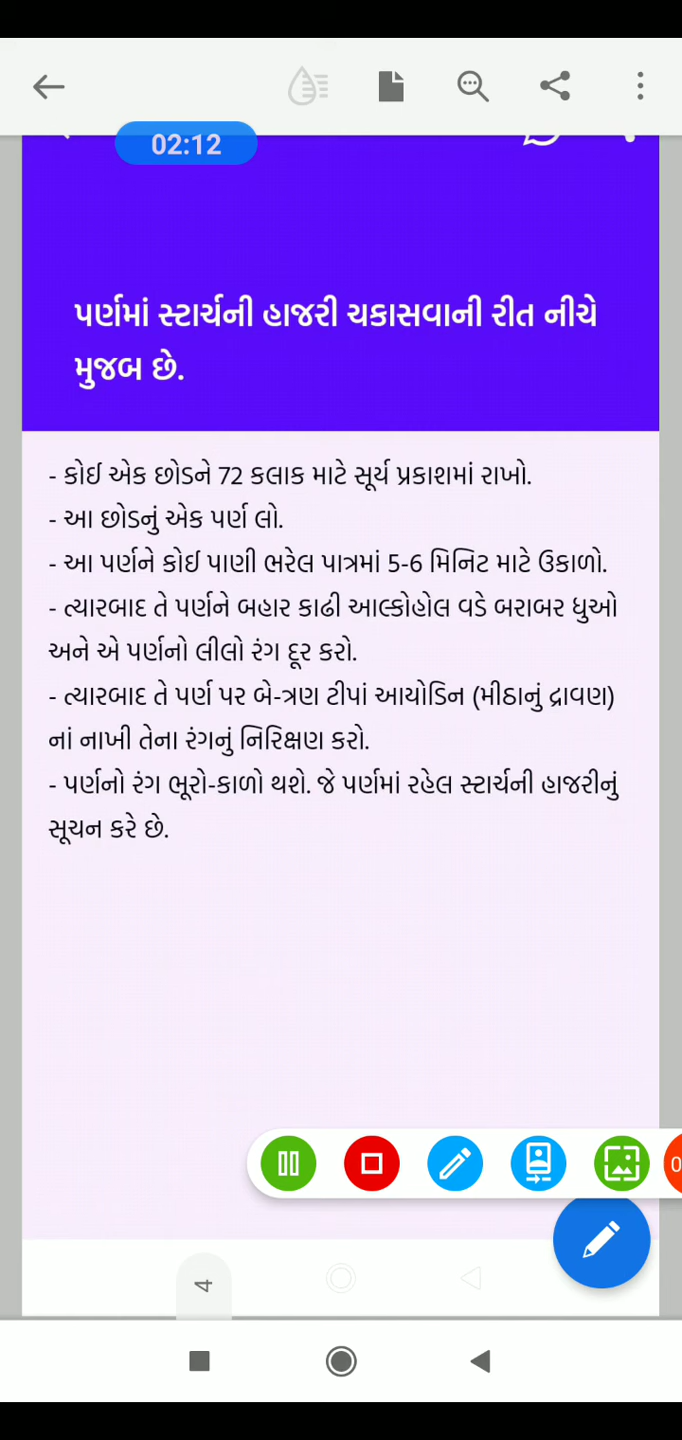 02:12
પર્ણમાં સ્ટાર્ચની હાજરી ચકાસવાની રીત નીચે
મુજબ છે.
- કોઈ એક છોડને 72 કલાક માટે સૂર્ય પ્રકાશમાં રાખો.
- આ છોડનું એક પર્ણ લો.
- આ પર્ણને કોઈ પાણી ભરેલ પાત્રમાં 5-6 મિનિટ માટે ઉકાળો.
- ત્યારબાદ તે પર્ણને બહાર કાઢી આલ્કોહોલ વડે બરાબર ધુઓ
અને એ પર્ણનો લીલો રંગ દૂર કરો.
- ત્યારબાદ તે પર્ણ પર બે-ત્રણ ટીપાં આયોડિન (મીઠાનું દ્રાવણ)
નાં નાખી તેના રંગનું નિરિક્ષણ કરો.
- પર્ણનો રંગ ભૂરો-કાળો થશે. જે પર્ણમાં રહેલ સ્ટાર્ચની હાજરીનું
સૂચન કરે છે.
4